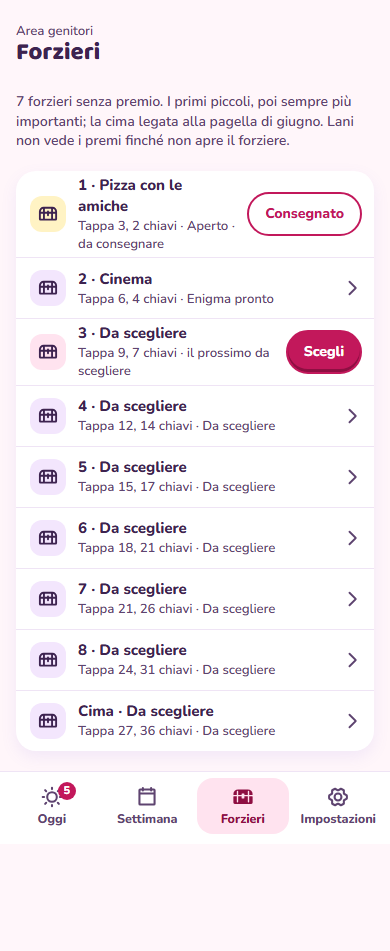 Area genitori
Forzieri
7 forzieri senza premio. I primi piccoli, poi sempre più
importanti; la cima legata alla pagella di giugno. Lani
non vede i premi finché non apre il forziere.
1 · Pizza con le
amiche
Tappa 3, 2 chiavi · Aperto ·
da consegnare
Consegnato
2 · Cinema
Tappa 6, 4 chiavi · Enigma pronto
3 · Da scegliere
Tappa 9, 7 chiavi · il prossimo da
scegliere
Scegli
4 · Da scegliere
Tappa 12, 14 chiavi · Da scegliere
5 · Da scegliere
Tappa 15, 17 chiavi · Da scegliere
6 · Da scegliere
Tappa 18, 21 chiavi · Da scegliere
7 · Da scegliere
Tappa 21, 26 chiavi · Da scegliere
8 · Da scegliere
Tappa 24, 31 chiavi · Da scegliere
Cima · Da scegliere
Tappa 27, 36 chiavi · Da scegliere
5
Oggi
Settimana
Forzieri
Impostazioni